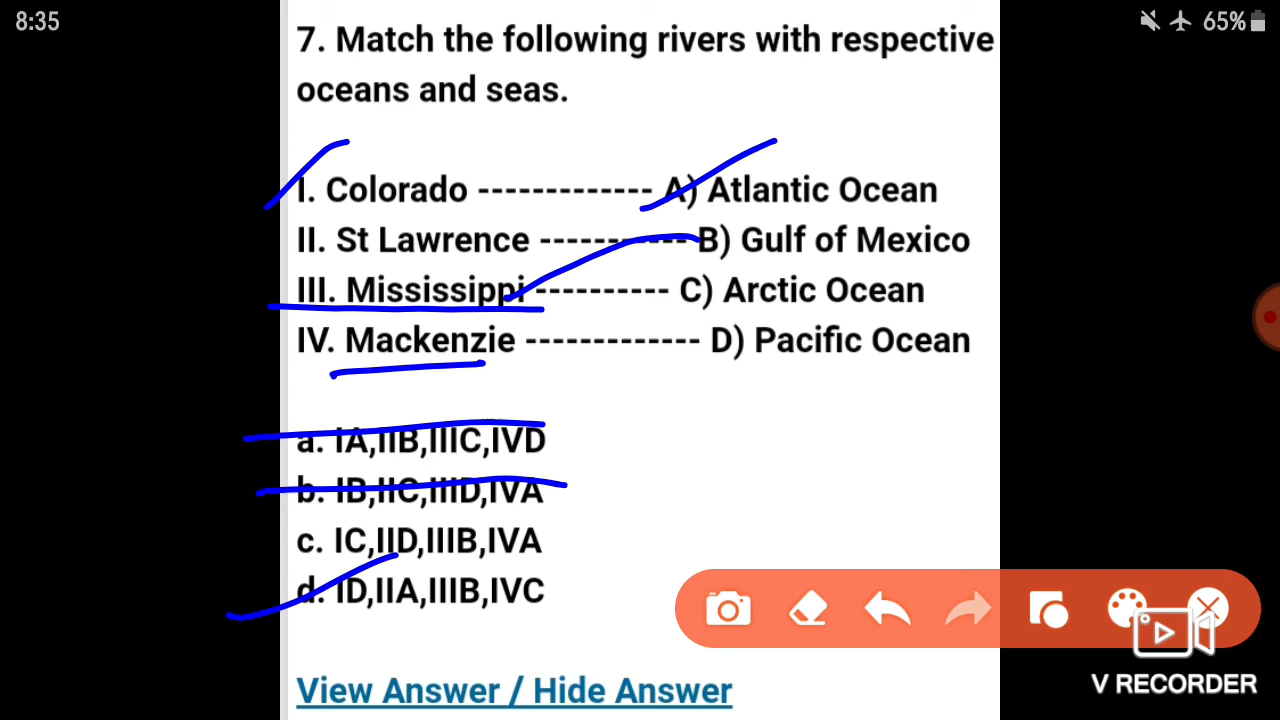 8:35
65%
7. Match the following rivers with respective
oceans and seas.
I. Colorado ------------- A) Atlantic Ocean
II. St Lawrence ----------- B) Gulf of Mexico
III. Mississippi ---------- C) Arctic Ocean
IV. Mackenzie ------------- D) Pacific Ocean
a. IA,IIB,IIIC,IVD
b. IB,IIC,IIID,IVA
c. IC,IID,IIIB,IVA
d. ID,IIA,IIIB,IVC
View Answer / Hide Answer
V RECORDER